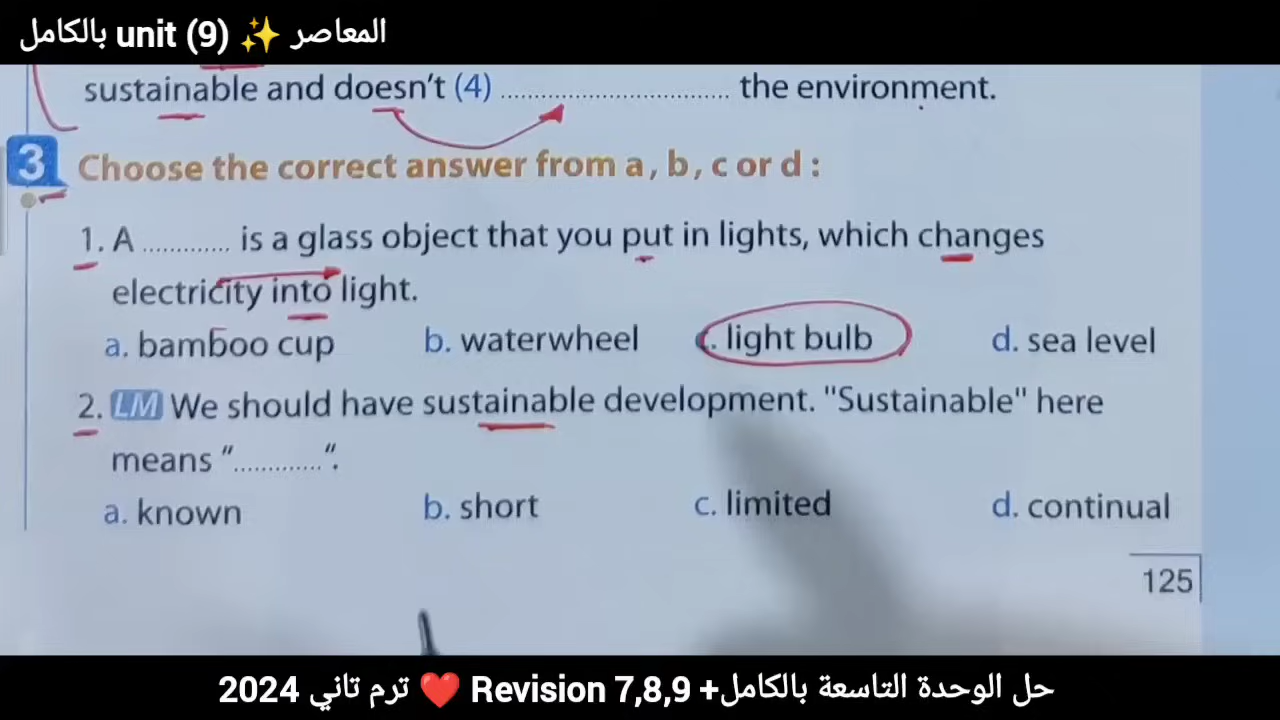 المعاصر ✨ unit (9) بالكامل
sustainable and doesn't (4) .............................. the environment.
3 Choose the correct answer from a, b, c or d :
1. A ............. is a glass object that you put in lights, which changes
electricity into light.
a. bamboo cup b. waterwheel c. light bulb d. sea level
2. LM We should have sustainable development. "Sustainable" here
means ".............".
a. known b. short c. limited d. continual
125
حل الوحدة التاسعة بالكامل+ Revision 7,8,9 ❤️ ترم تاني 2024